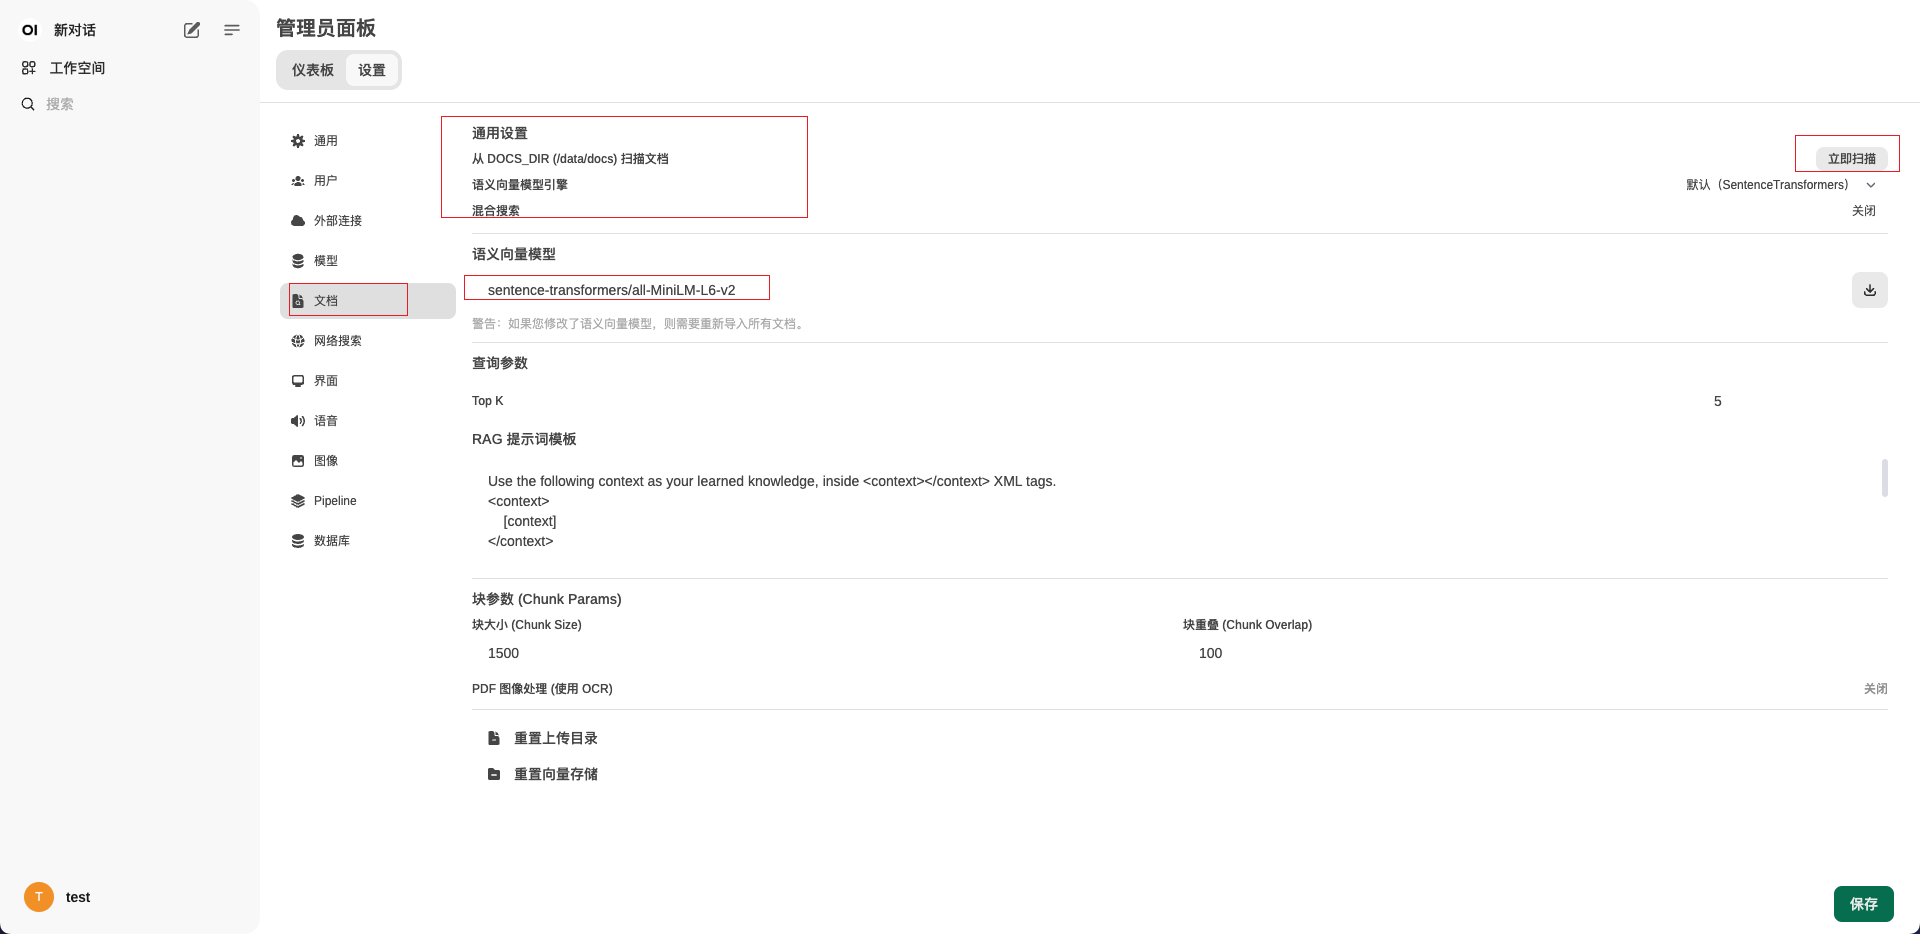 OI 新对话
工作空间
搜索
T test
管理员面板
仪表板 设置
通用
用户
外部连接
模型
文档
网络搜索
界面
语音
图像
Pipeline
数据库
通用设置
从 DOCS_DIR (/data/docs) 扫描文档 立即扫描
语义向量模型引擎 默认（SentenceTransformers）
混合搜索 关闭
语义向量模型
sentence-transformers/all-MiniLM-L6-v2
警告：如果您修改了语义向量模型，则需要重新导入所有文档。
查询参数
Top K 5
RAG 提示词模板
Use the following context as your learned knowledge, inside <context></context> XML tags.
<context>
[context]
</context>
块参数 (Chunk Params)
块大小 (Chunk Size) 块重叠 (Chunk Overlap)
1500 100
PDF 图像处理 (使用 OCR) 关闭
重置上传目录
重置向量存储
保存